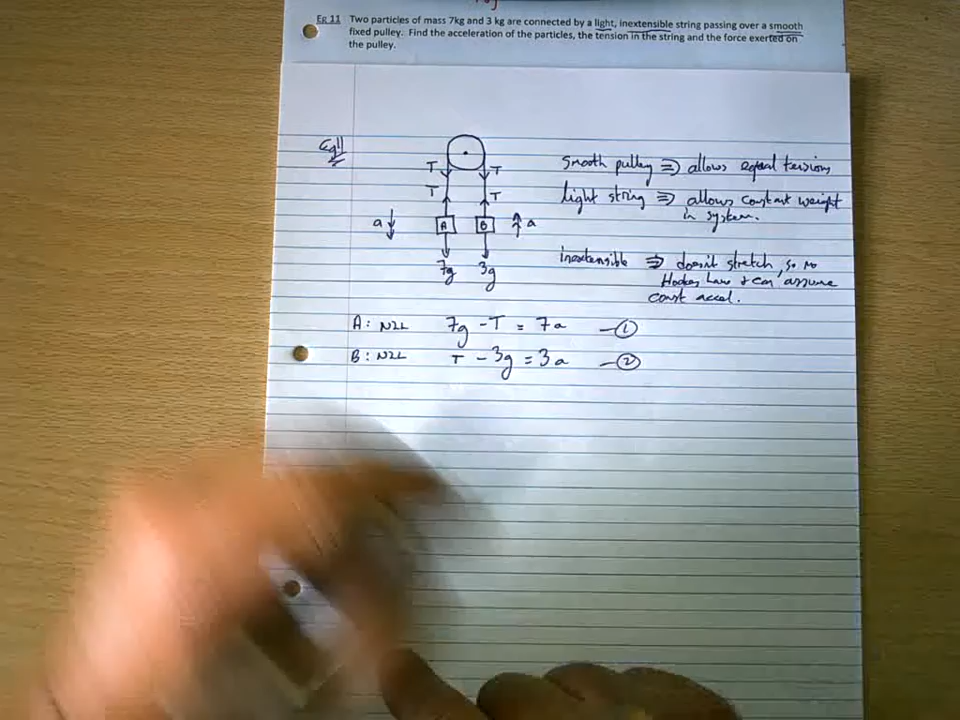 Eg 11 Two particles of mass 7kg and 3 kg are connected by a light, inextensible string passing over a smooth
fixed pulley. Find the acceleration of the particles, the tension in the string and the force exerted on
the pulley.
Eg 11
T T
T T
a A B a
7g 3g
Smooth pulley ⇒ allows equal tensions
light string ⇒ allows constant weight
in system.
inextensible ⇒ doesn't stretch, so no
Hookes Law & can assume
const accel.
A: N2L 7g - T = 7a —①
B: N2L T - 3g = 3a —②